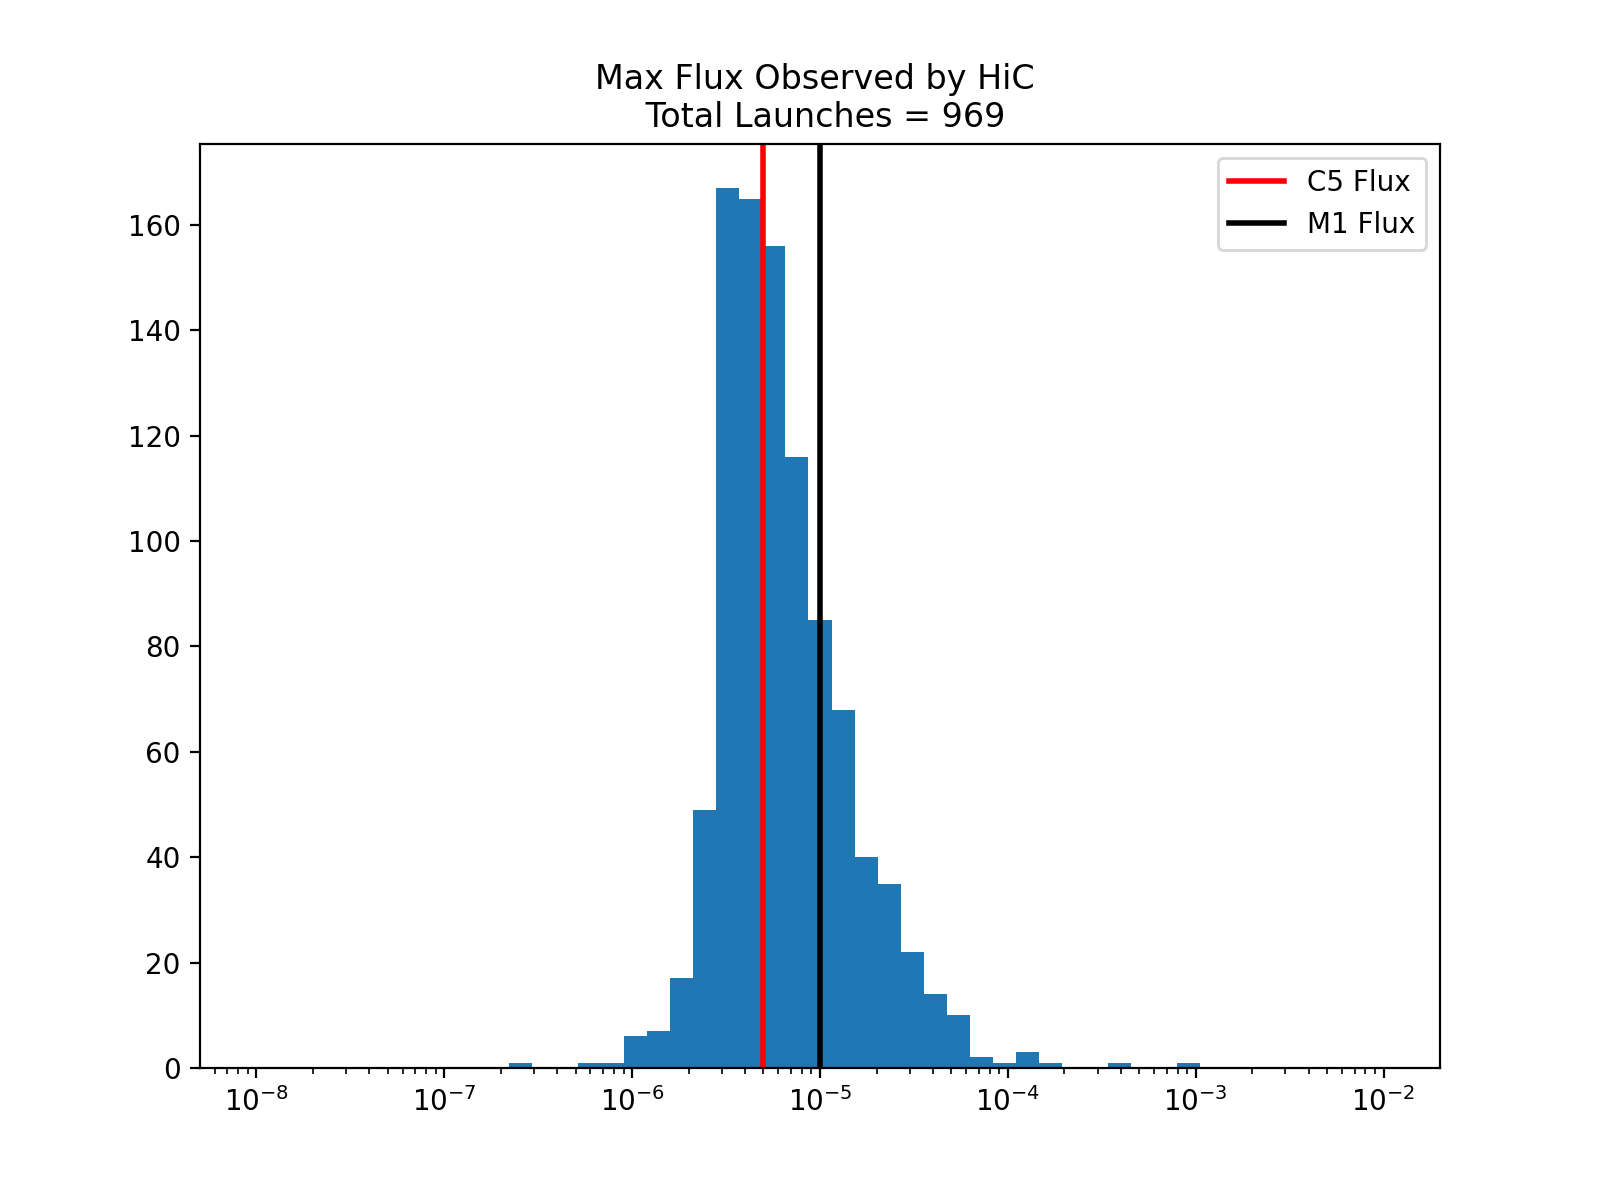 Max Flux Observed by HiC
Total Launches = 969
C5 Flux
M1 Flux
160
140
120
100
80
60
40
20
0
10⁻⁸ 10⁻⁷ 10⁻⁶ 10⁻⁵ 10⁻⁴ 10⁻³ 10⁻²